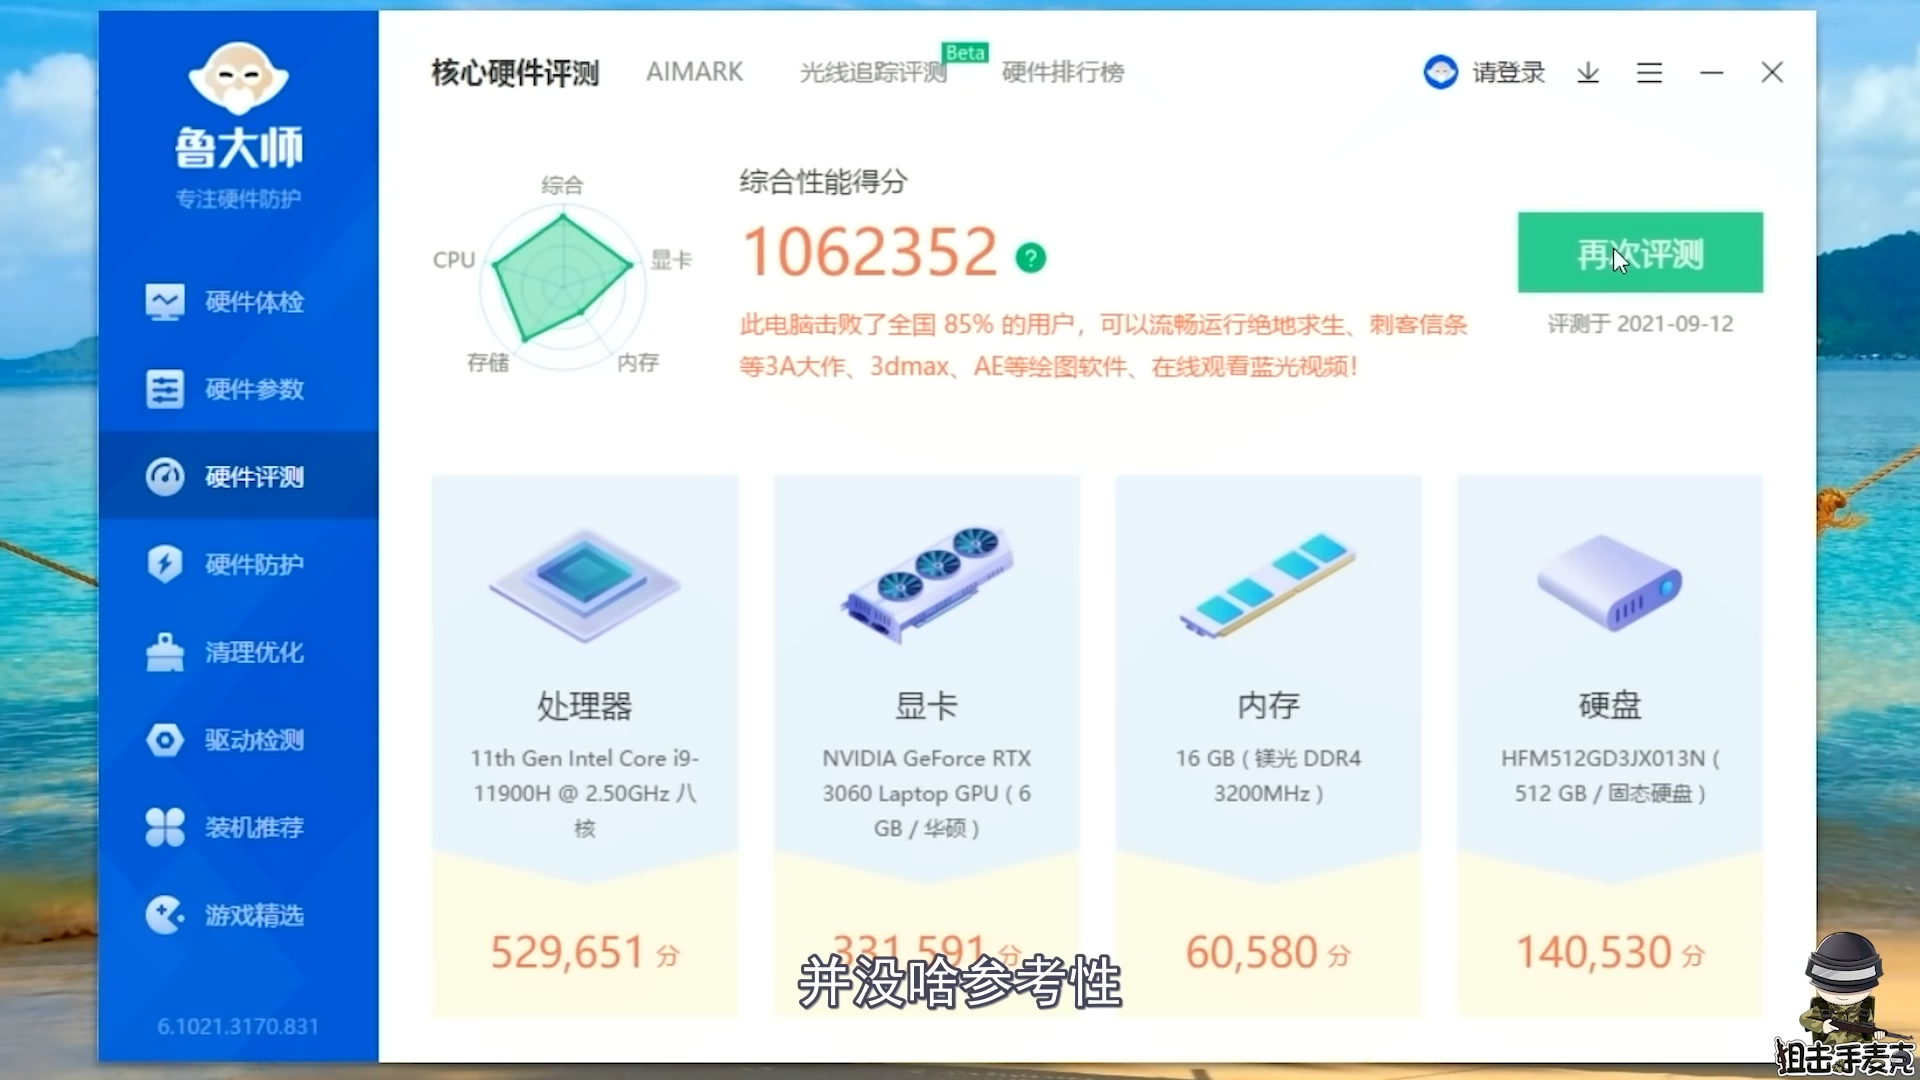 鲁大师
专注硬件防护
硬件体检
硬件参数
硬件评测
硬件防护
清理优化
驱动检测
装机推荐
游戏精选
6.1021.3170.831
核心硬件评测 AIMARK 光线追踪评测 Beta 硬件排行榜
请登录
综合
CPU
显卡
存储
内存
综合性能得分
1062352 ?
此电脑击败了全国 85% 的用户，可以流畅运行绝地求生、刺客信条
等3A大作、3dmax、AE等绘图软件、在线观看蓝光视频！
再次评测
评测于 2021-09-12
处理器
11th Gen Intel Core i9-
11900H @ 2.50GHz 八
核
529,651 分
显卡
NVIDIA GeForce RTX
3060 Laptop GPU ( 6
GB / 华硕 )
331,591 分
内存
16 GB ( 镁光 DDR4
3200MHz )
60,580 分
硬盘
HFM512GD3JX013N (
512 GB / 固态硬盘 )
140,530 分
并没啥参考性
狙击手麦克